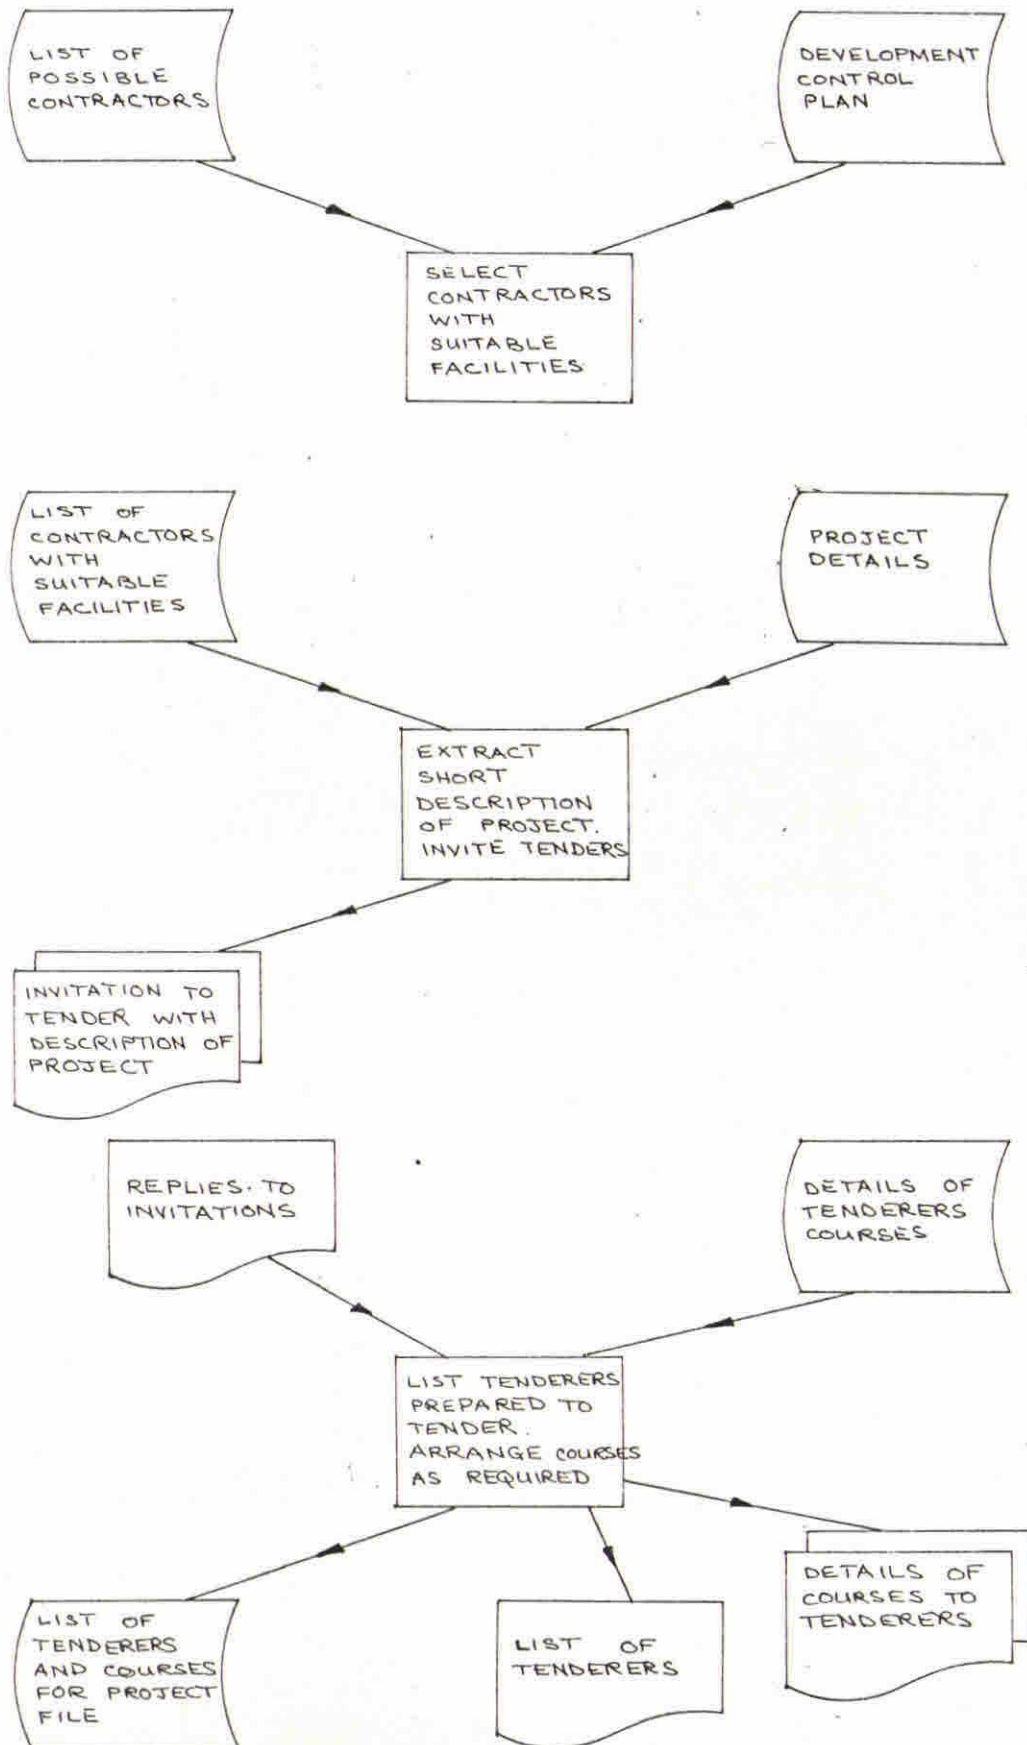 LIST OF
POSSIBLE
CONTRACTORS
DEVELOPMENT
CONTROL
PLAN
SELECT
CONTRACTORS
WITH
SUITABLE
FACILITIES
LIST OF
CONTRACTORS
WITH
SUITABLE
FACILITIES
PROJECT
DETAILS
EXTRACT
SHORT
DESCRIPTION
OF PROJECT.
INVITE TENDERS
INVITATION TO
TENDER WITH
DESCRIPTION OF
PROJECT
REPLIES. TO
INVITATIONS
DETAILS OF
TENDERERS
COURSES
LIST TENDERERS
PREPARED TO
TENDER.
ARRANGE COURSES
AS REQUIRED
LIST OF
TENDERERS
AND COURSES
FOR PROJECT
FILE
LIST OF
TENDERERS
DETAILS OF
COURSES TO
TENDERERS